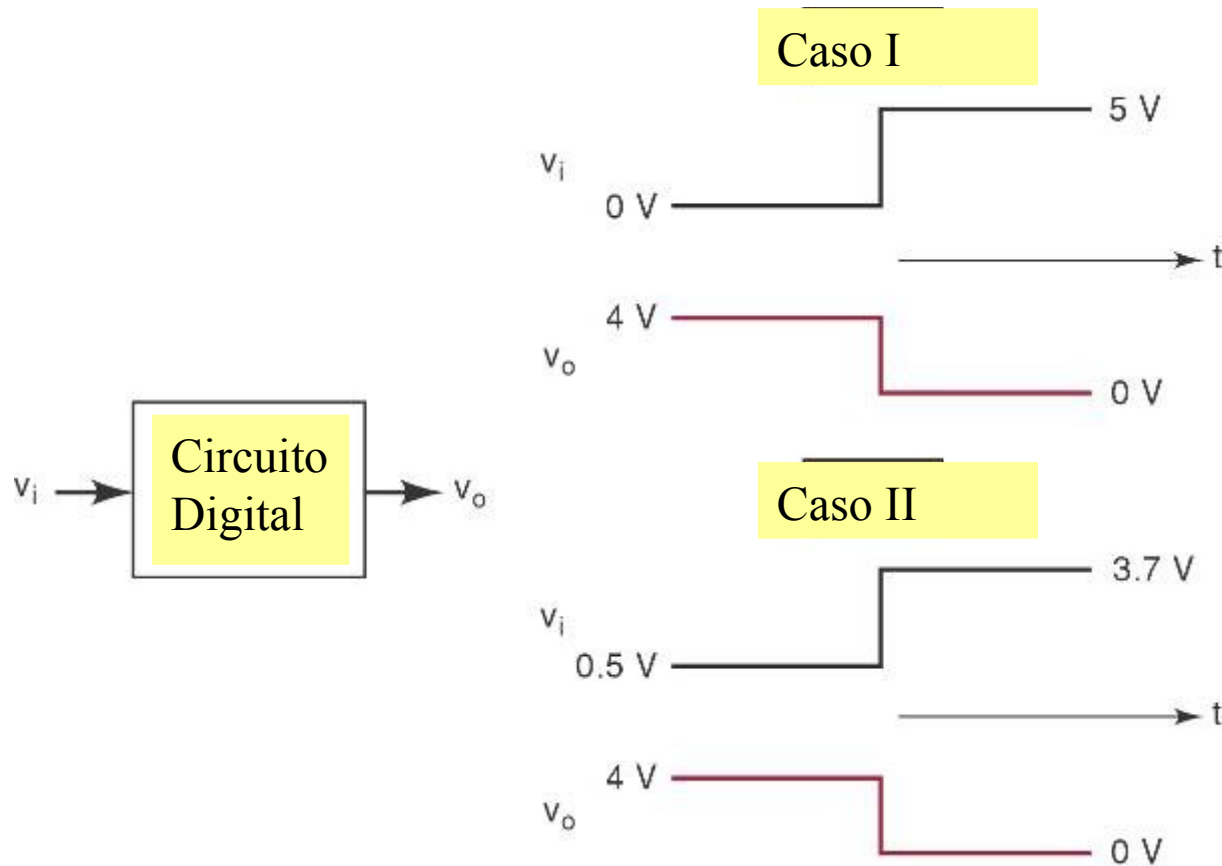 Caso I
5 V
vi
0 V
t
4 V
vo
0 V
Circuito
Digital
vi
vo
Caso II
3.7 V
vi
0.5 V
t
4 V
vo
0 V